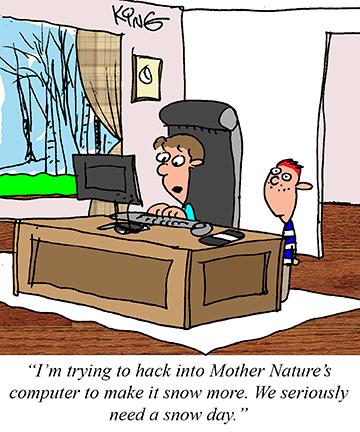 King
“I’m trying to hack into Mother Nature’s
computer to make it snow more. We seriously
need a snow day.”